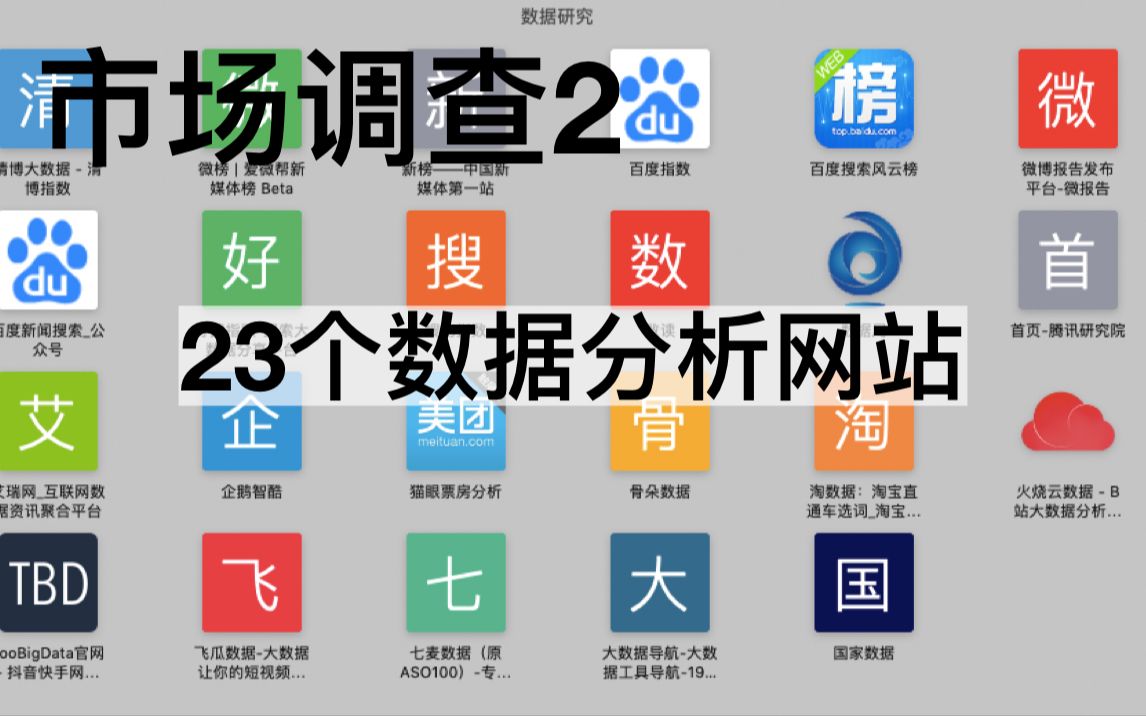 数据研究
市场调查2
清
微
新
du
WEB
榜
top.baidu.com
微
清博大数据 - 清
博指数
微榜 | 爱微帮新
媒体榜 Beta
新榜——中国新
媒体第一站
百度指数
百度搜索风云榜
微博报告发布
平台-微报告
du
好
搜
数
首
百度新闻搜索_公
众号
首页-腾讯研究院
23个数据分析网站
艾
企
美团
meituan.com
骨
淘
艾瑞网_互联网数
据资讯聚合平台
企鹅智酷
猫眼票房分析
骨朵数据
淘数据：淘宝直
通车选词_淘宝...
火烧云数据 - B
站大数据分析...
TBD
飞
七
大
国
ooBigData官网
- 抖音快手网...
飞瓜数据-大数据
让你的短视频...
七麦数据（原
ASO100）-专...
大数据导航-大数
据工具导航-19...
国家数据